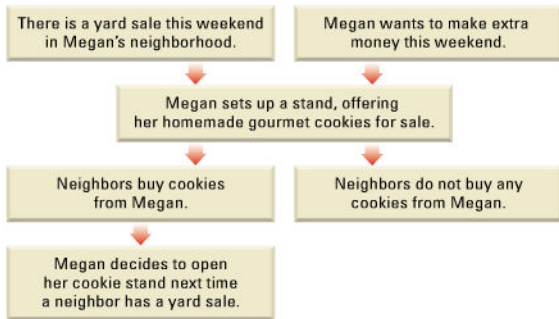 There is a yard sale this weekend
in Megan's neighborhood.
Megan wants to make extra
money this weekend.
Megan sets up a stand, offering
her homemade gourmet cookies for sale.
Neighbors buy cookies
from Megan.
Neighbors do not buy any
cookies from Megan.
Megan decides to open
her cookie stand next time
a neighbor has a yard sale.